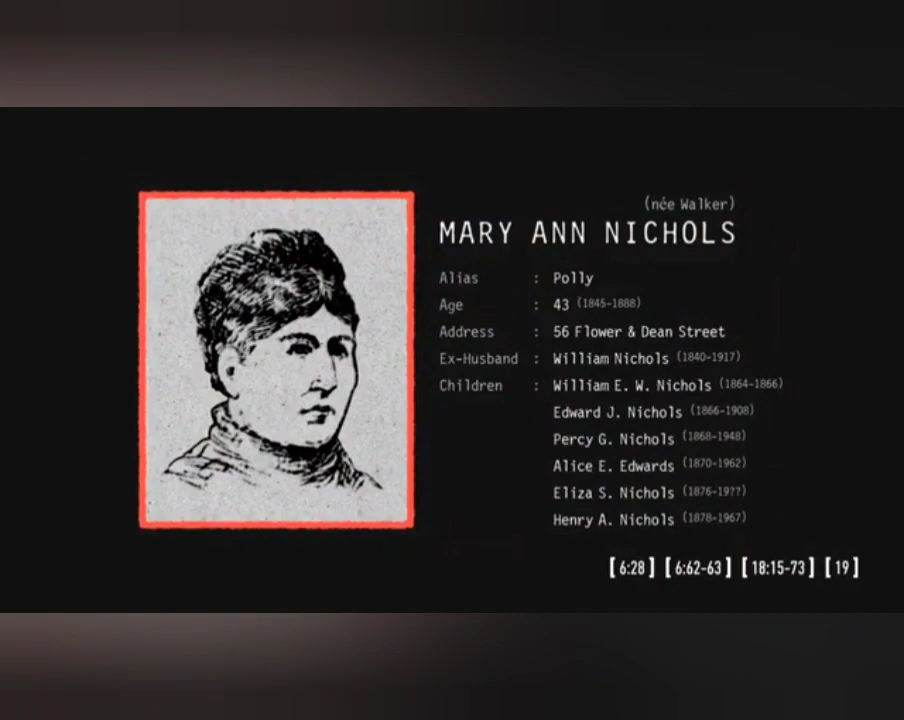 (née Walker)
MARY ANN NICHOLS
Alias : Polly
Age : 43 (1845-1888)
Address : 56 Flower & Dean Street
Ex-Husband : William Nichols (1840-1917)
Children : William E. W. Nichols (1864-1866)
Edward J. Nichols (1866-1908)
Percy G. Nichols (1868-1948)
Alice E. Edwards (1870-1962)
Eliza S. Nichols (1876-19??)
Henry A. Nichols (1878-1967)
[6:28] [6:62-63] [18:15-73] [19]